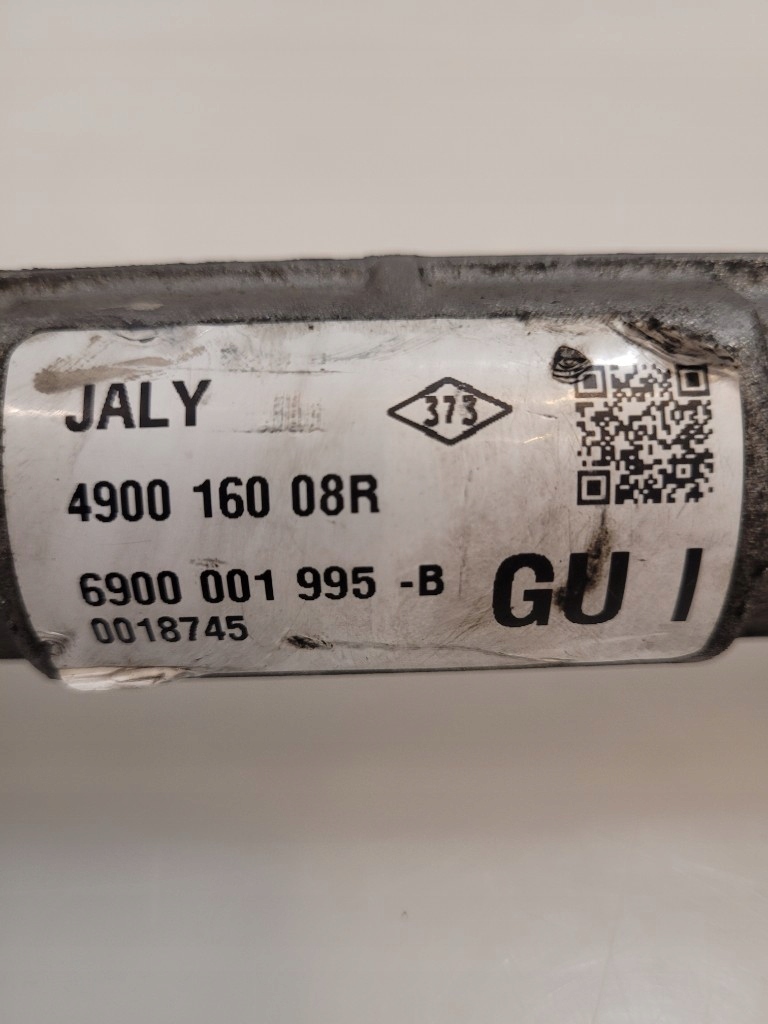 JALY
373
4900 160 08R
6900 001 995 -B
GU I
0018745